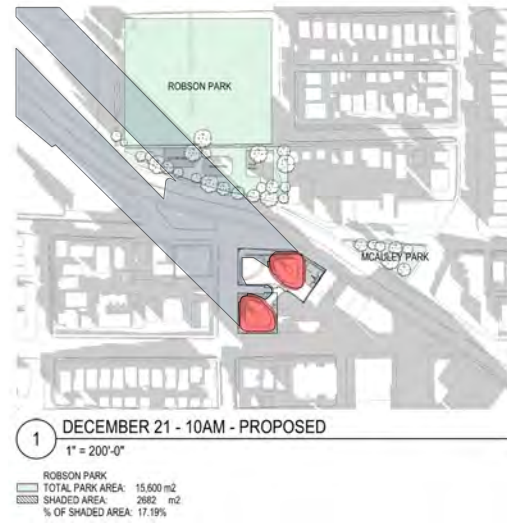 ROBSON PARK
MCAULEY PARK
1
DECEMBER 21 - 10AM - PROPOSED
1" = 200'-0"
ROBSON PARK
TOTAL PARK AREA: 15,600 m2
SHADED AREA: 2682 m2
% OF SHADED AREA: 17.19%